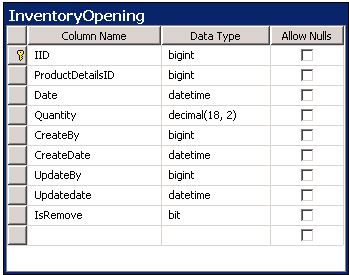 InventoryOpening
Column Name Data Type Allow Nulls
IID bigint
ProductDetailsID bigint
Date datetime
Quantity decimal(18, 2)
CreateBy bigint
CreateDate datetime
UpdateBy bigint
Updatedate datetime
IsRemove bit